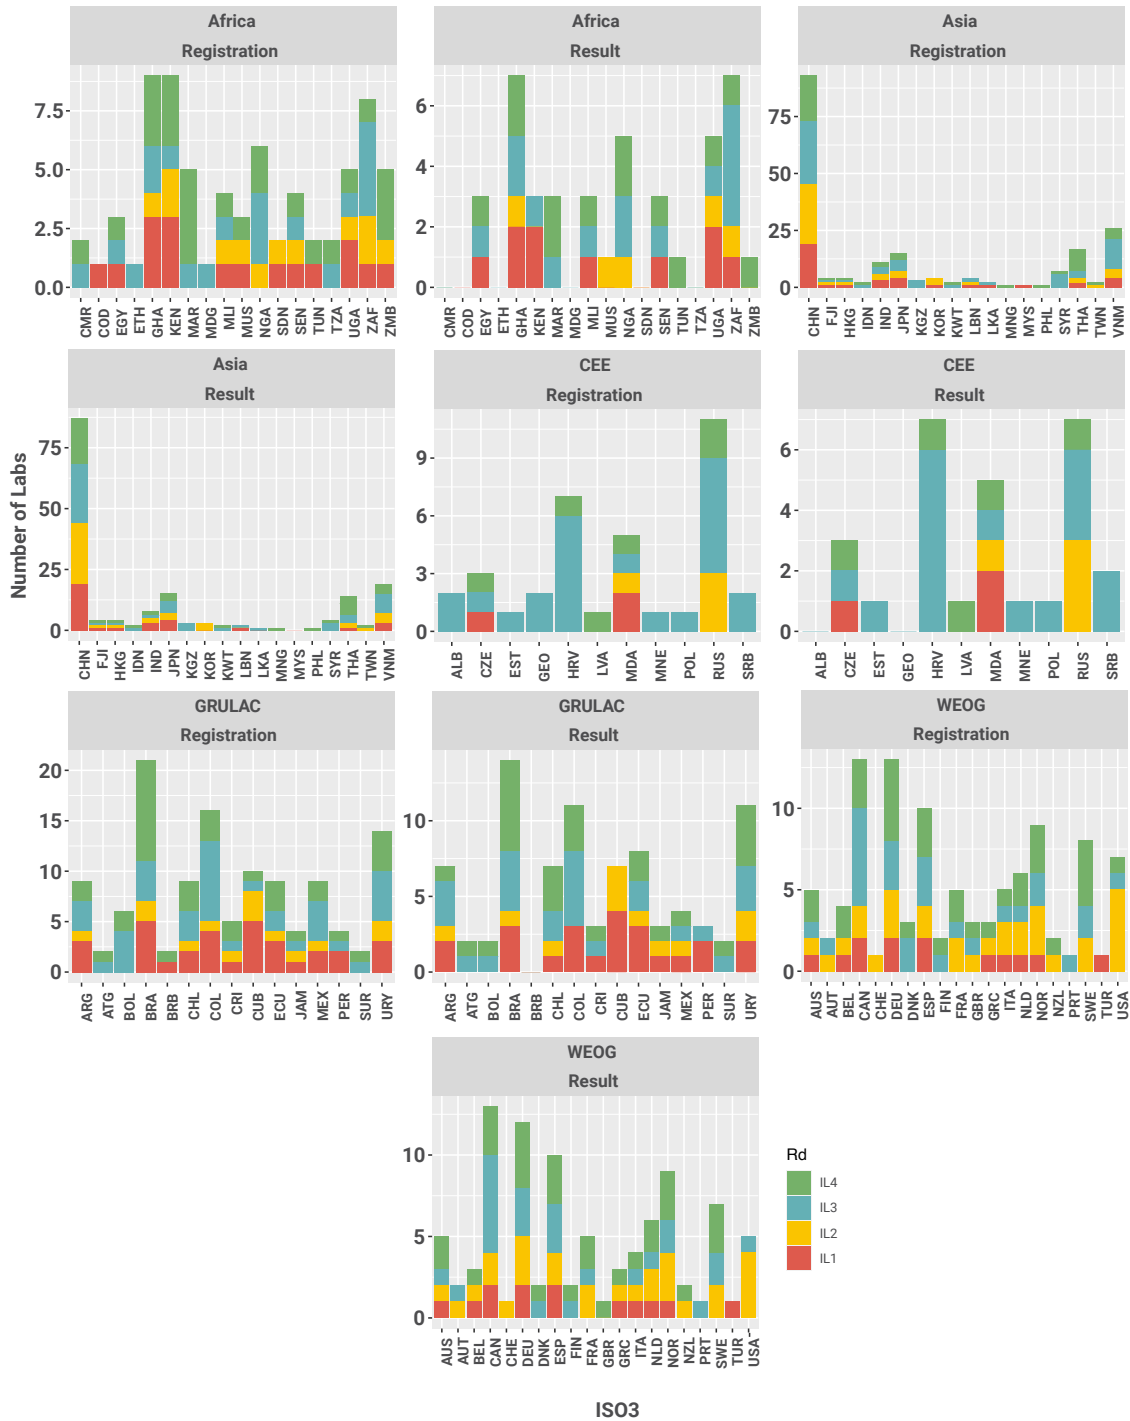 Africa
Registration
7.5
5.0
2.5
0.0
CMR COD EGY ETH GHA KEN MAR MDG MLI MUS NGA SDN SEN TUN TZA UGA ZAF ZMB
Africa
Result
6
4
2
0
CMR COD EGY ETH GHA KEN MAR MDG MLI MUS NGA SDN SEN TUN TZA UGA ZAF ZMB
Asia
Registration
75
50
25
0
CHN FJI HKG IDN IND JPN KGZ KOR KWT LBN LKA MNG MYS PHL SYR THA TWN VNM
Number of Labs
Asia
Result
75
50
25
0
CHN FJI HKG IDN IND JPN KGZ KOR KWT LBN LKA MNG MYS PHL SYR THA TWN VNM
CEE
Registration
9
6
3
0
ALB CZE EST GEO HRV LVA MDA MNE POL RUS SRB
CEE
Result
6
4
2
0
ALB CZE EST GEO HRV LVA MDA MNE POL RUS SRB
GRULAC
Registration
20
15
10
5
0
ARG ATG BOL BRA BRB CHL COL CRI CUB ECU JAM MEX PER SUR URY
GRULAC
Result
10
5
0
ARG ATG BOL BRA BRB CHL COL CRI CUB ECU JAM MEX PER SUR URY
WEOG
Registration
10
5
0
AUS AUT BEL CAN CHE DEU DNK ESP FIN FRA GBR GRC ITA NLD NOR NZL PRT SWE TUR USA
WEOG
Result
10
5
0
AUS AUT BEL CAN CHE DEU DNK ESP FIN FRA GBR GRC ITA NLD NOR NZL PRT SWE TUR USA
Rd
IL4
IL3
IL2
IL1
ISO3